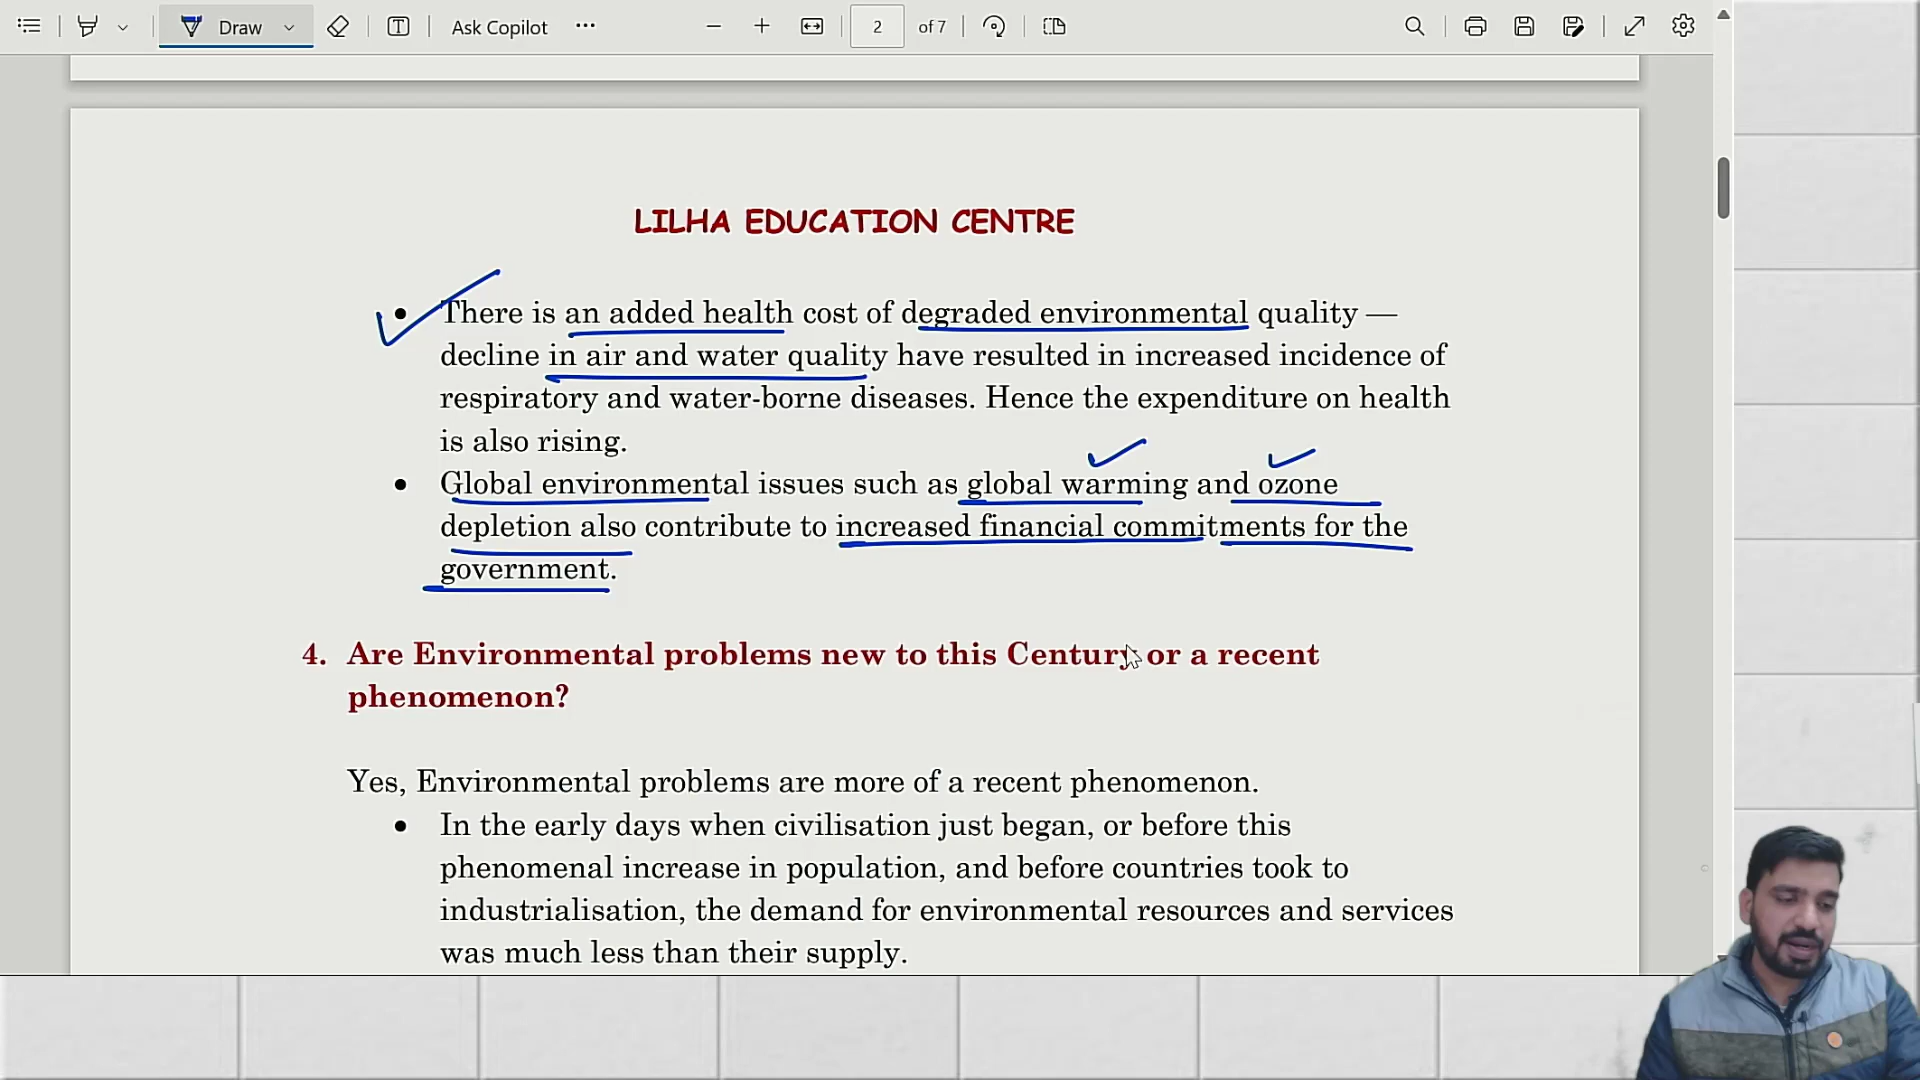 Draw
Ask Copilot
2 of 7
LILHA EDUCATION CENTRE
• There is an added health cost of degraded environmental quality —
decline in air and water quality have resulted in increased incidence of
respiratory and water-borne diseases. Hence the expenditure on health
is also rising.
• Global environmental issues such as global warming and ozone
depletion also contribute to increased financial commitments for the
government.
4. Are Environmental problems new to this Century or a recent
phenomenon?
Yes, Environmental problems are more of a recent phenomenon.
• In the early days when civilisation just began, or before this
phenomenal increase in population, and before countries took to
industrialisation, the demand for environmental resources and services
was much less than their supply.